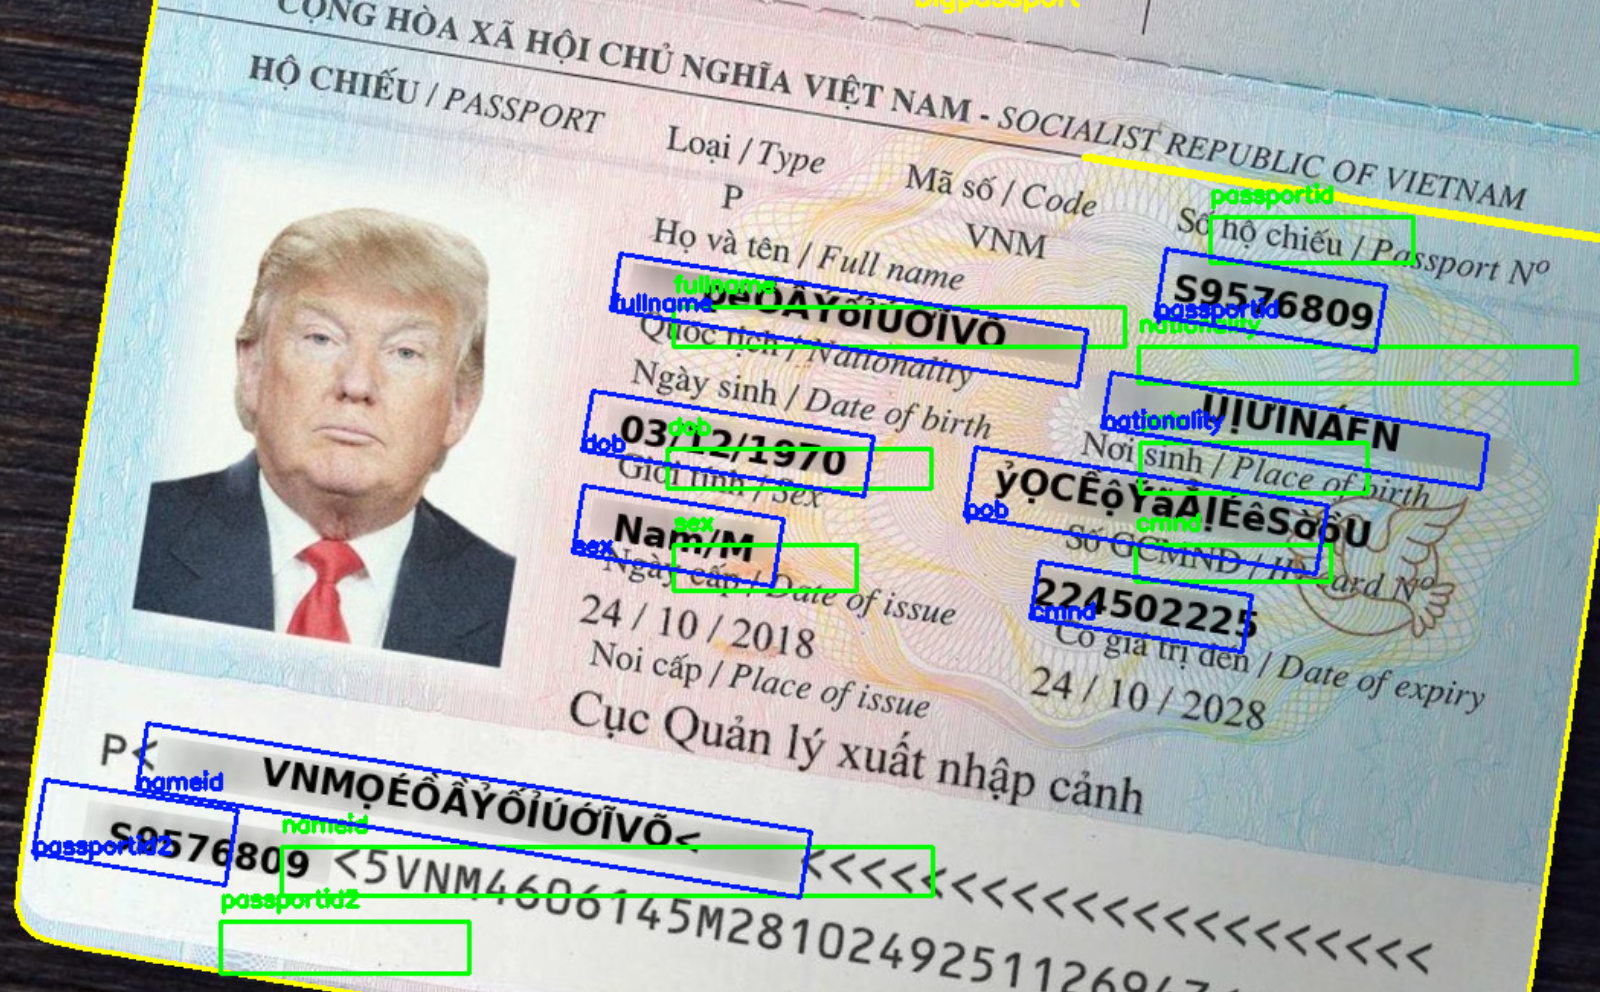 bigpassport
CỘNG HÒA XÃ HỘI CHỦ NGHĨA VIỆT NAM - SOCIALIST REPUBLIC OF VIETNAM
HỘ CHIẾU / PASSPORT
Loại / Type
Mã số / Code
passportid
Số hộ chiếu / Passport Nº
P
VNM
S9576809
passportid
Họ và tên / Full name
fullname
fullname
nationality
Quốc tịch / Nationality
ỤỊƯINÁFN
nationality
Ngày sinh / Date of birth
Nơi sinh / Place of birth
dob
03/12/1970
dob
pob
Giới tính / Sex
cmnd
Số GCMND / ID card Nº
sex
Nam/M
sex
224502225
cmnd
Ngày cấp / Date of issue
Có giá trị đến / Date of expiry
24 / 10 / 2018
24 / 10 / 2028
Noi cấp / Place of issue
Cục Quản lý xuất nhập cảnh
P<
VNMỌÉỒẦỶỐỈÚỚĨVÕ<
<<<<<<<<<<<<<<<<<<<<
nameid
nameid
S9576809
<5VNM4606145M281024925112694
passportid2
passportid2